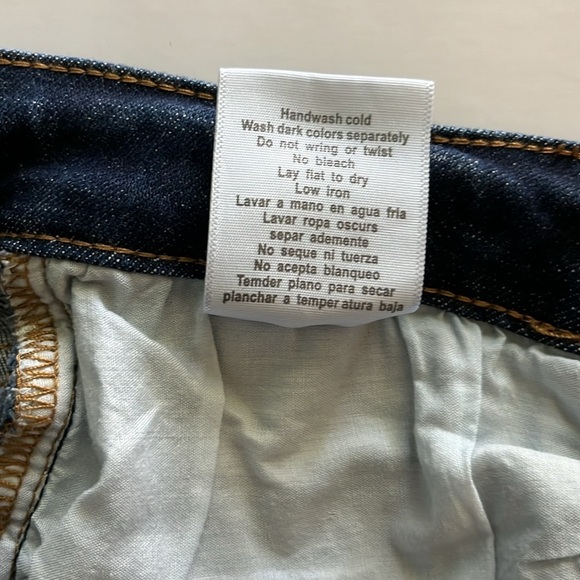 Handwash cold
Wash dark colors separately
Do not wring or twist
No bleach
Lay flat to dry
Low iron
Lavar a mano en agua fria
Lavar ropa oscurs
separ ademente
No seque ni tuerza
No acepta blanqueo
Temder plano para secar
planchar a temper atura baja